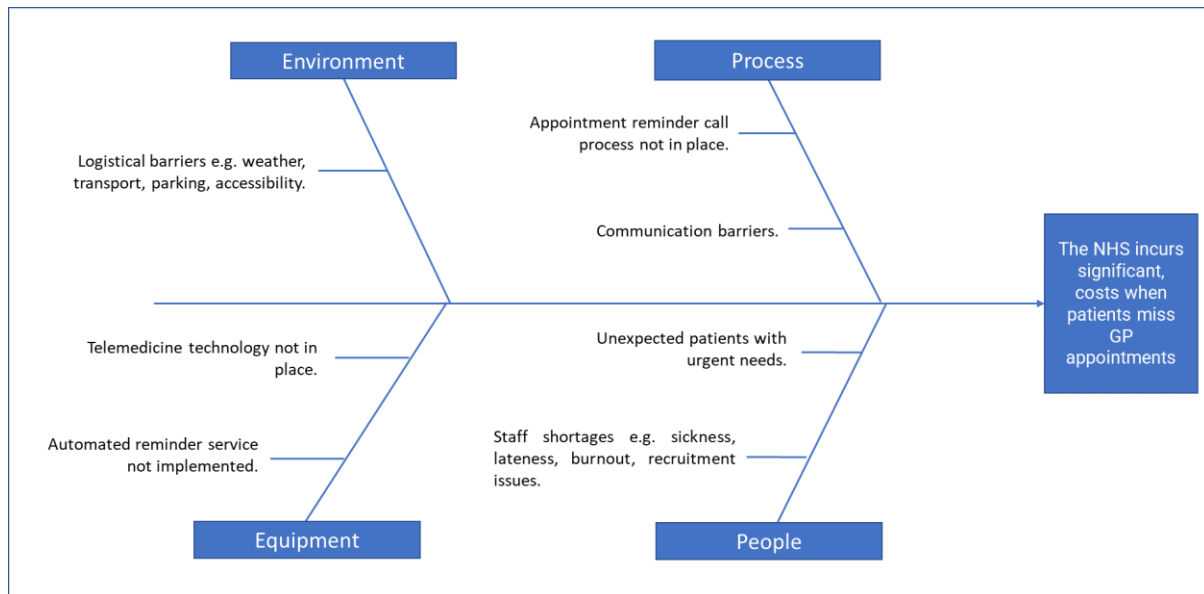 Environment
Process
Appointment reminder call
process not in place.
Logistical barriers e.g. weather,
transport, parking, accessibility.
Communication barriers.
The NHS incurs
significant,
costs when
patients miss
GP
appointments
Telemedicine technology not in
place.
Unexpected patients with
urgent needs.
Automated reminder service
not implemented.
Staff shortages e.g. sickness,
lateness, burnout, recruitment
issues.
Equipment
People